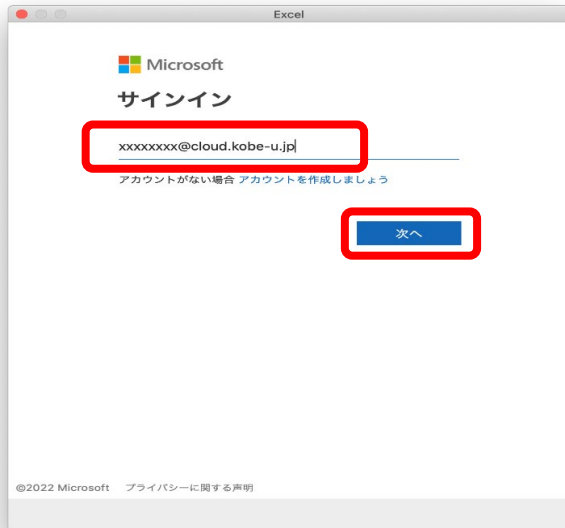 Excel
Microsoft
サインイン
xxxxxxxx@cloud.kobe-u.jp
アカウントがない場合 アカウントを作成しましょう
次へ
©2022 Microsoft プライバシーに関する声明